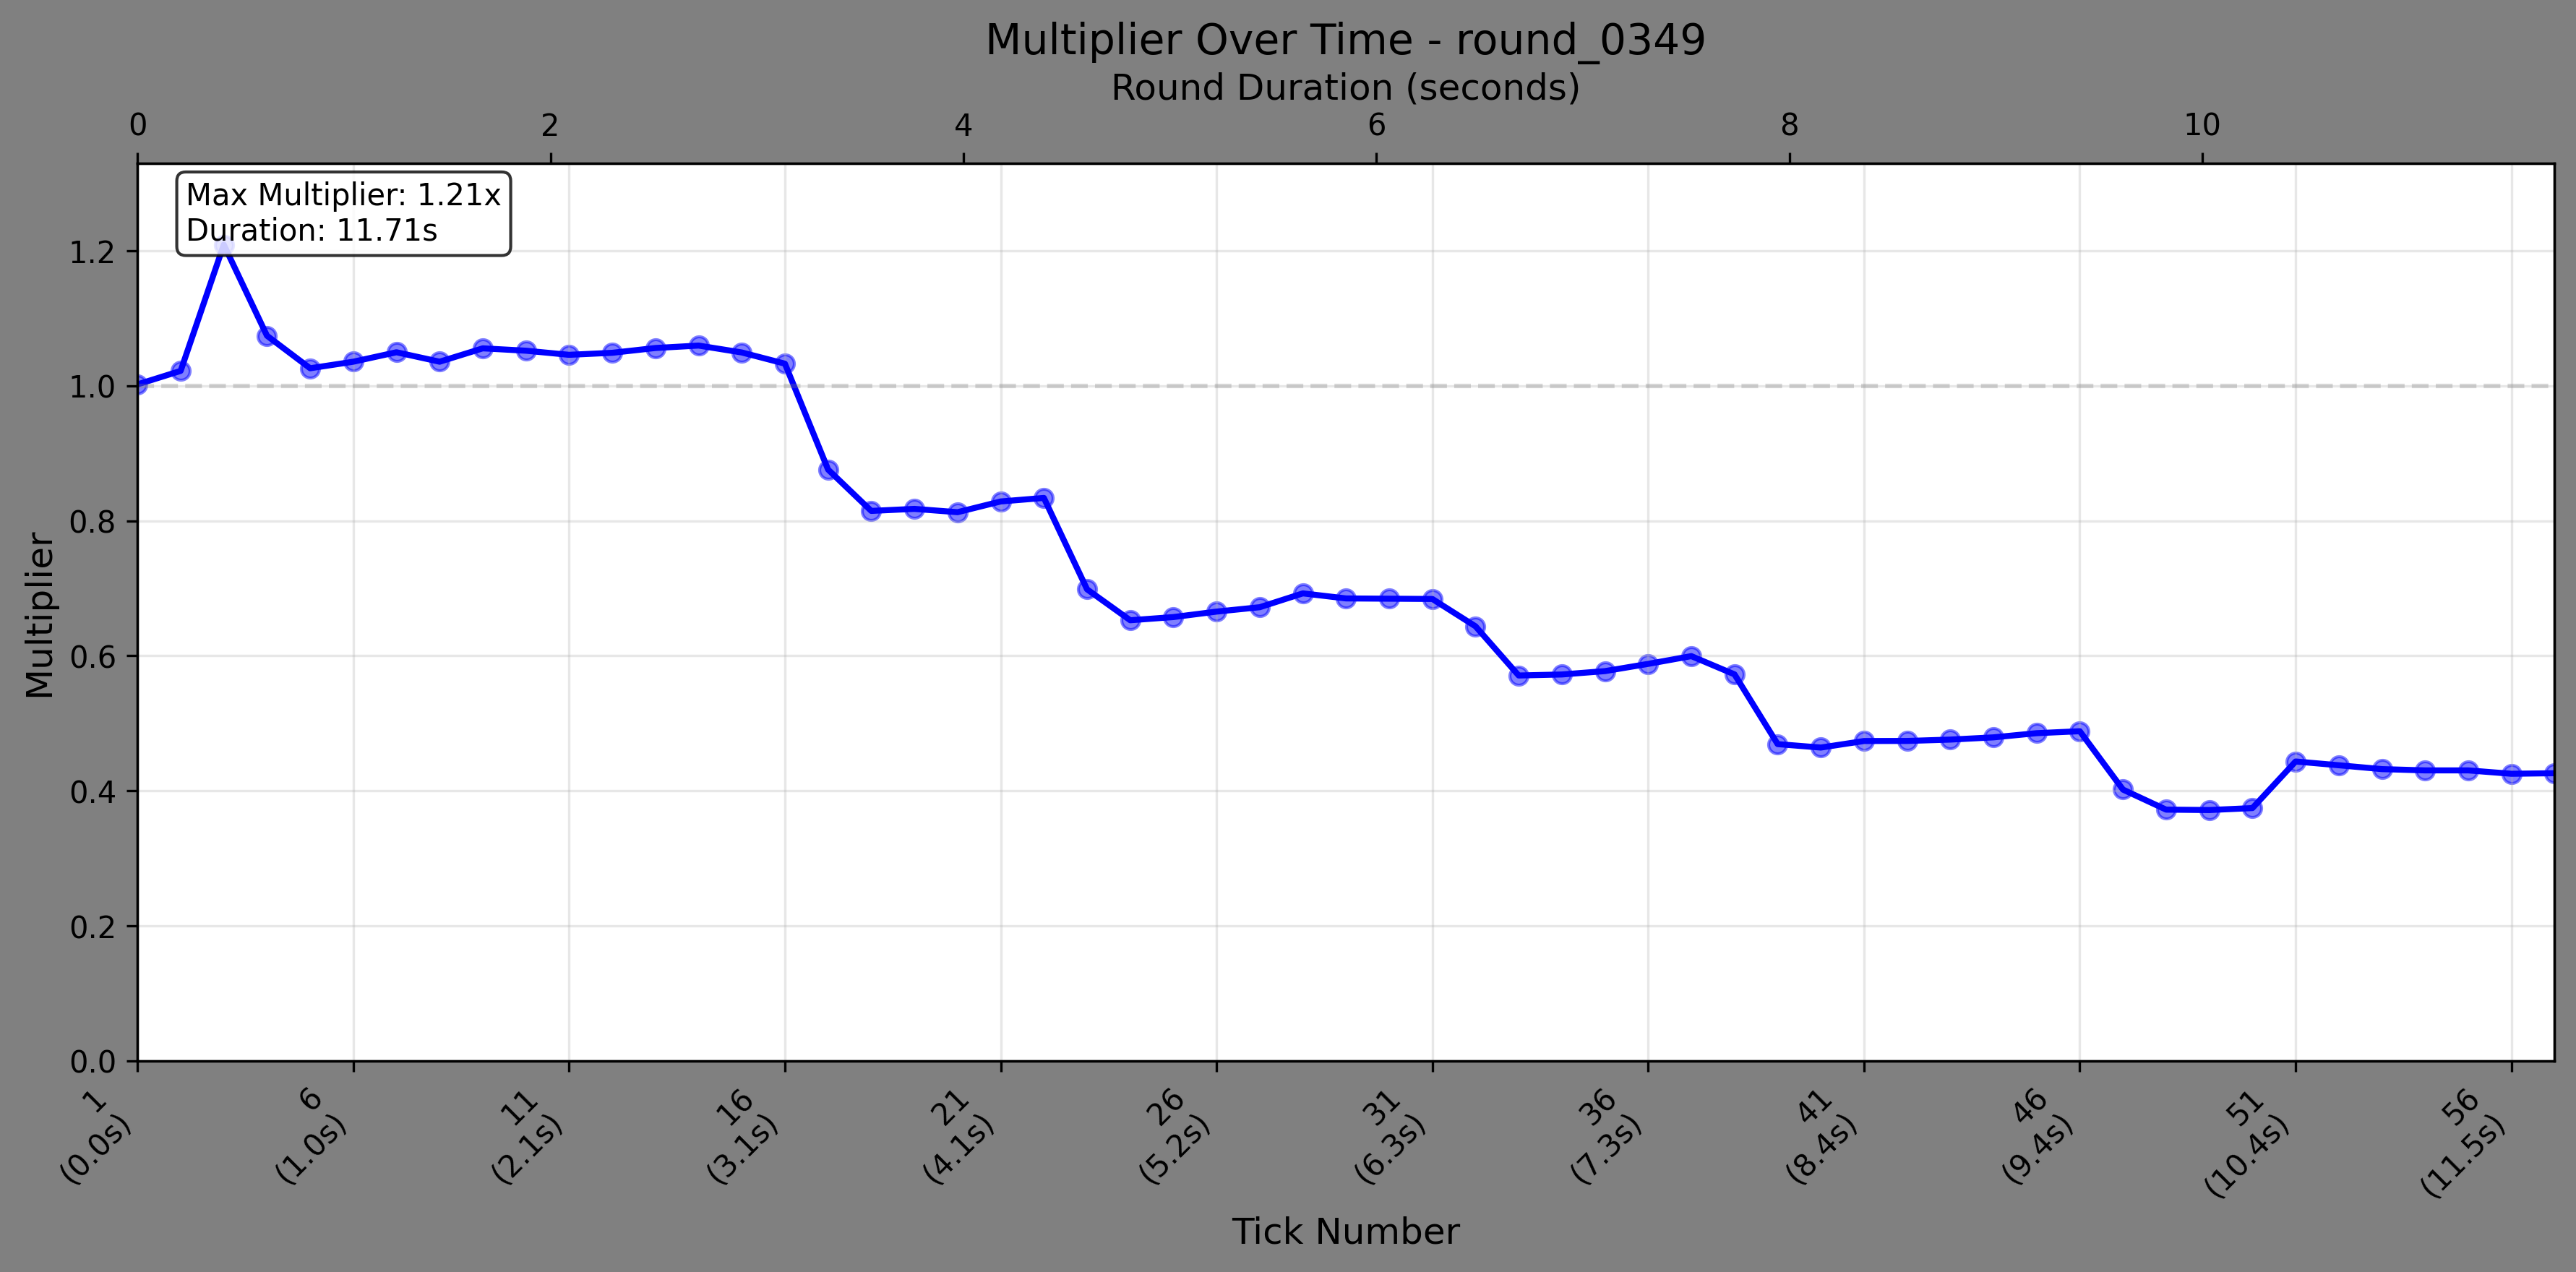 Multiplier Over Time - round_0349
Round Duration (seconds)
0 2 4 6 8 10
Max Multiplier: 1.21x
Duration: 11.71s
Multiplier
1.2
1.0
0.8
0.6
0.4
0.2
0.0
1
(0.0s)
6
(1.0s)
11
(2.1s)
16
(3.1s)
21
(4.1s)
26
(5.2s)
31
(6.3s)
36
(7.3s)
41
(8.4s)
46
(9.4s)
51
(10.4s)
56
(11.5s)
Tick Number